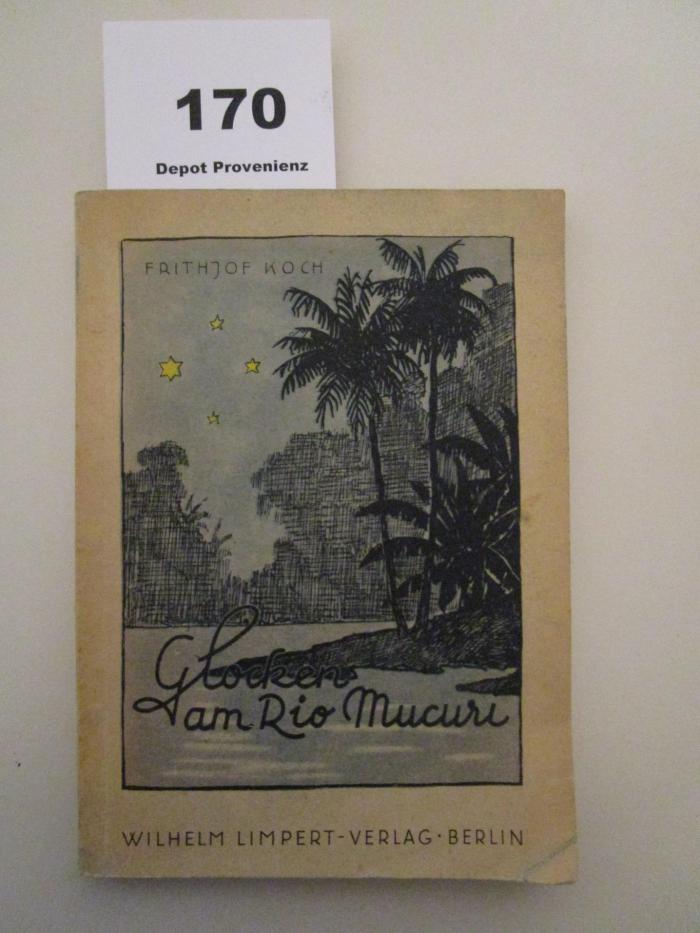 170
Depot Provenienz
FRITHJOF KOCH
Glocken
am Rio Mucuri
WILHELM LIMPERT-VERLAG · BERLIN